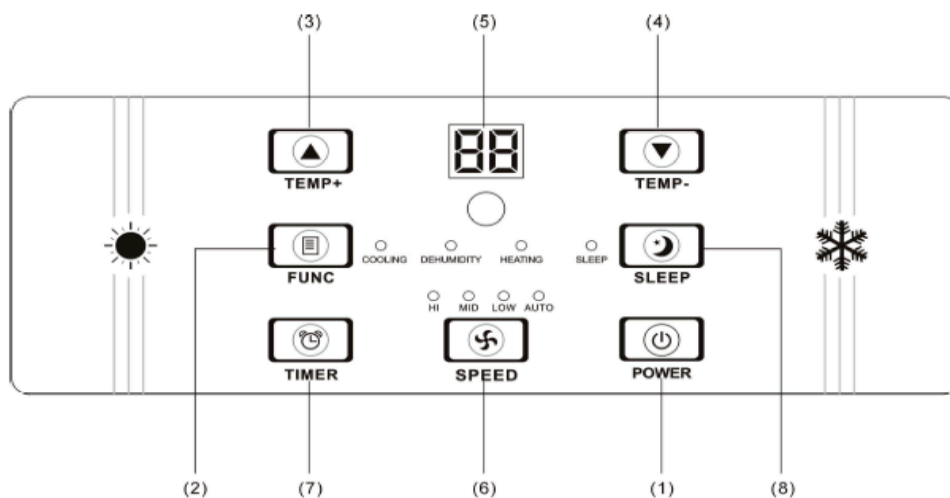 (3) (5) (4)
88
TEMP+ TEMP-
COOLING DEHUMIDITY HEATING SLEEP
FUNC SLEEP
HI MID LOW AUTO
TIMER SPEED POWER
(2) (7) (6) (1) (8)